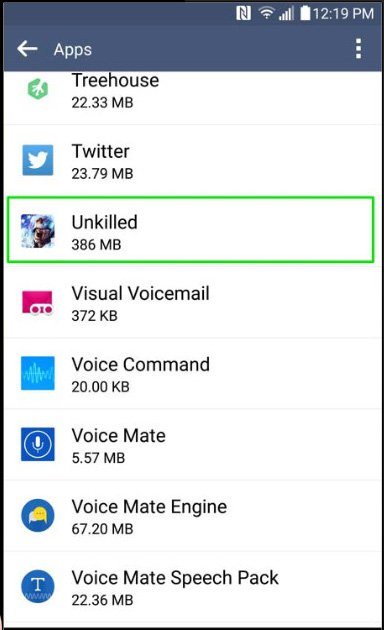 12:19 PM
Apps
Treehouse
22.33 MB
Twitter
23.79 MB
Unkilled
386 MB
Visual Voicemail
372 KB
Voice Command
20.00 KB
Voice Mate
5.57 MB
Voice Mate Engine
67.20 MB
T
Voice Mate Speech Pack
22.36 MB